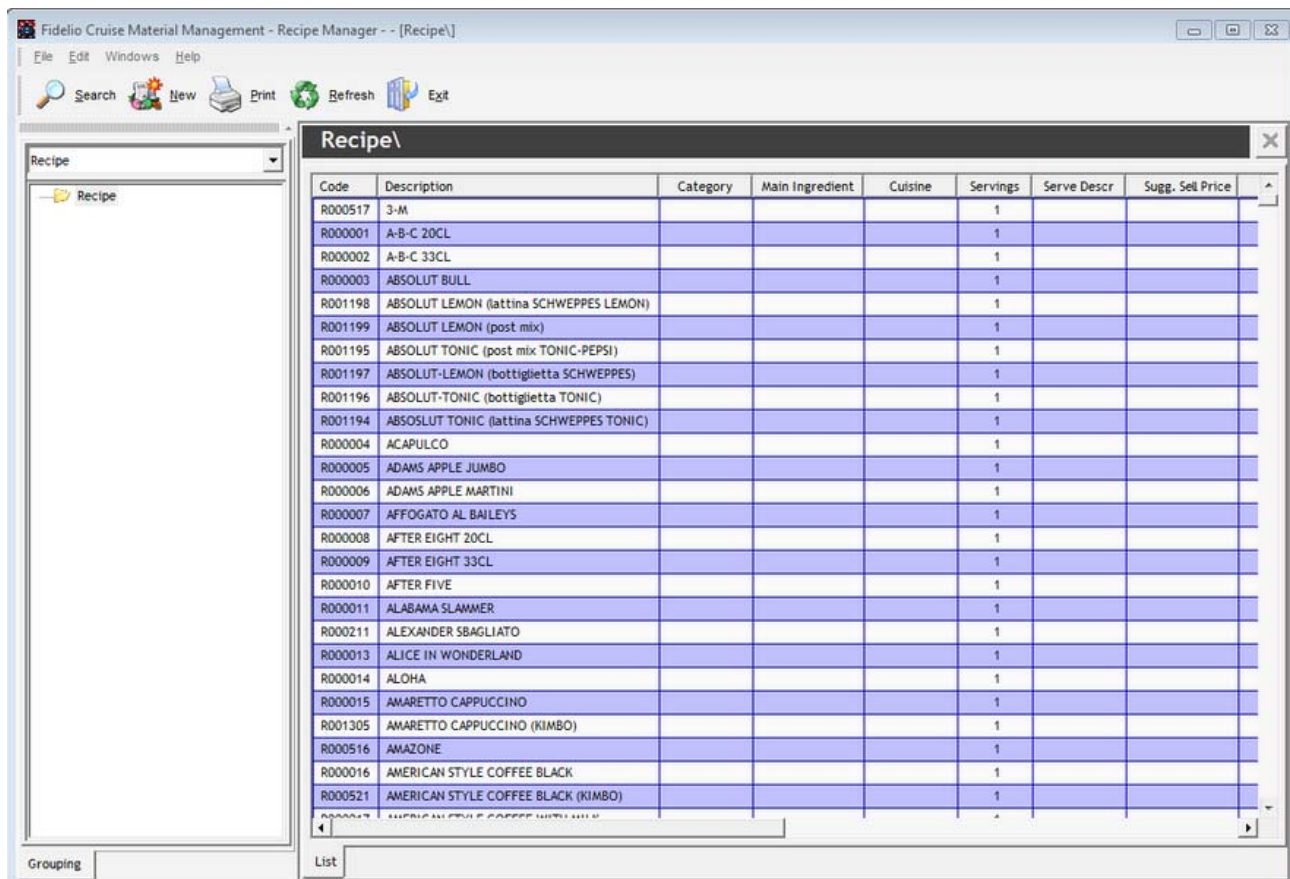 Fidelio Cruise Material Management - Recipe Manager - - [Recipe\]
File Edit Windows Help
Search New Print Refresh Exit
Recipe\
Recipe
Recipe
Code Description Category Main Ingredient Cuisine Servings Serve Descr Sugg. Sell Price
R000517 3-M 1
R000001 A-B-C 20CL 1
R000002 A-B-C 33CL 1
R000003 ABSOLUT BULL 1
R001198 ABSOLUT LEMON (lattina SCHWEPPES LEMON) 1
R001199 ABSOLUT LEMON (post mix) 1
R001195 ABSOLUT TONIC (post mix TONIC-PEPSI) 1
R001197 ABSOLUT-LEMON (bottiglietta SCHWEPPES) 1
R001196 ABSOLUT-TONIC (bottiglietta TONIC) 1
R001194 ABSOSLUT TONIC (lattina SCHWEPPES TONIC) 1
R000004 ACAPULCO 1
R000005 ADAMS APPLE JUMBO 1
R000006 ADAMS APPLE MARTINI 1
R000007 AFFOGATO AL BAILEYS 1
R000008 AFTER EIGHT 20CL 1
R000009 AFTER EIGHT 33CL 1
R000010 AFTER FIVE 1
R000011 ALABAMA SLAMMER 1
R000211 ALEXANDER SBAGLIATO 1
R000013 ALICE IN WONDERLAND 1
R000014 ALOHA 1
R000015 AMARETTO CAPPUCCINO 1
R001305 AMARETTO CAPPUCCINO (KIMBO) 1
R000516 AMAZONE 1
R000016 AMERICAN STYLE COFFEE BLACK 1
R000521 AMERICAN STYLE COFFEE BLACK (KIMBO) 1
R000017 AMERICAN STYLE COFFEE WITH MILK 1
Grouping
List